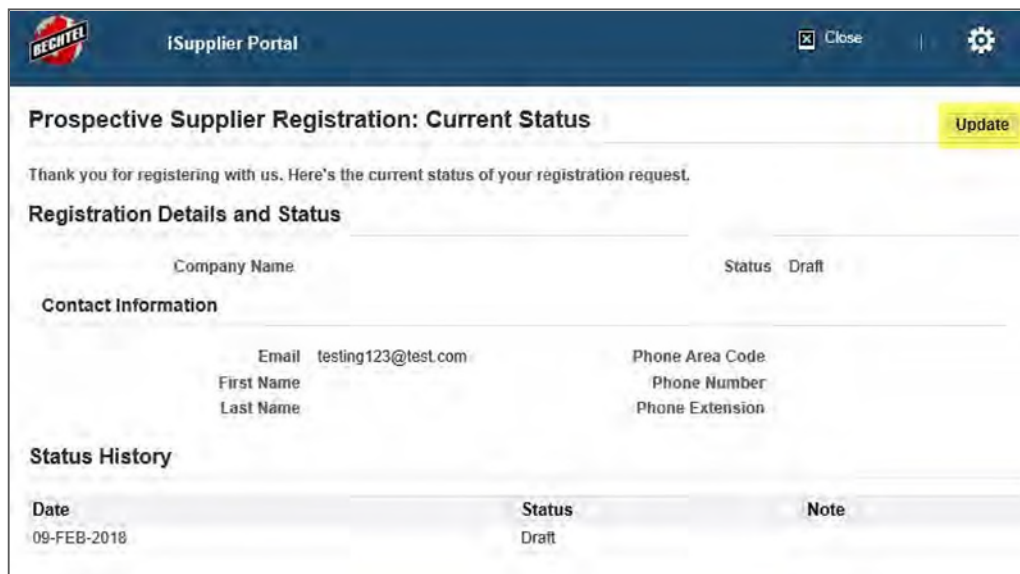 BECHTEL iSupplier Portal Close
Prospective Supplier Registration: Current Status Update
Thank you for registering with us. Here's the current status of your registration request.
Registration Details and Status
Company Name Status Draft
Contact Information
Email testing123@test.com Phone Area Code
First Name Phone Number
Last Name Phone Extension
Status History
Date Status Note
09-FEB-2018 Draft